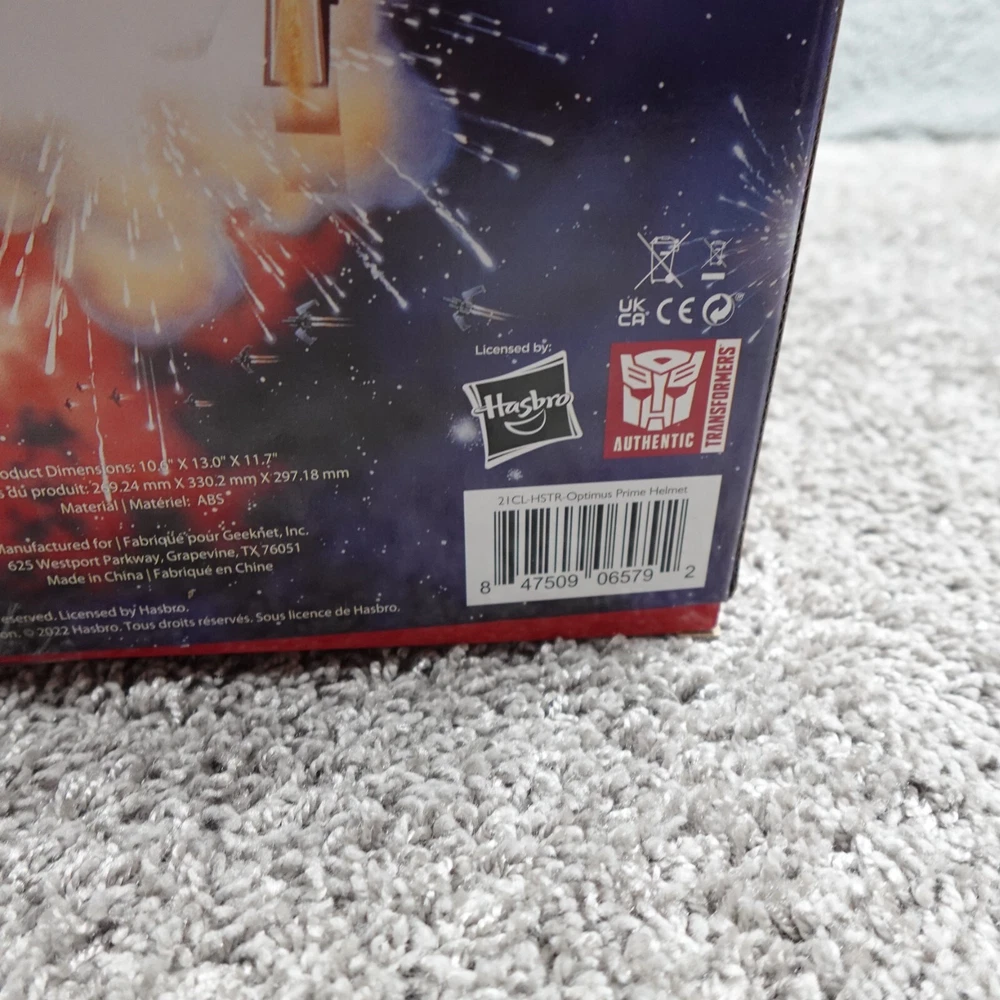 oduct Dimensions: 10.6" X 13.0" X 11.7"
s du produit: 269.24 mm X 330.2 mm X 297.18 mm
Material | Matériel: ABS
Manufactured for | Fabriqué pour Geeknet, Inc.
625 Westport Parkway, Grapevine, TX 76051
Made in China | Fabriqué en Chine
eserved. Licensed by Hasbro.
on. © 2022 Hasbro. Tous droits réservés. Sous licence de Hasbro.
UK
CA CE
Licensed by:
Hasbro
AUTHENTIC
TRANSFORMERS
21CL-HSTR-Optimus Prime Helmet
8 47509 06579 2